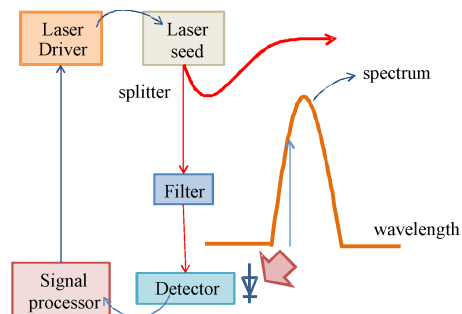 Laser
Driver
Laser
seed
splitter
spectrum
Filter
wavelength
Signal
processor
Detector